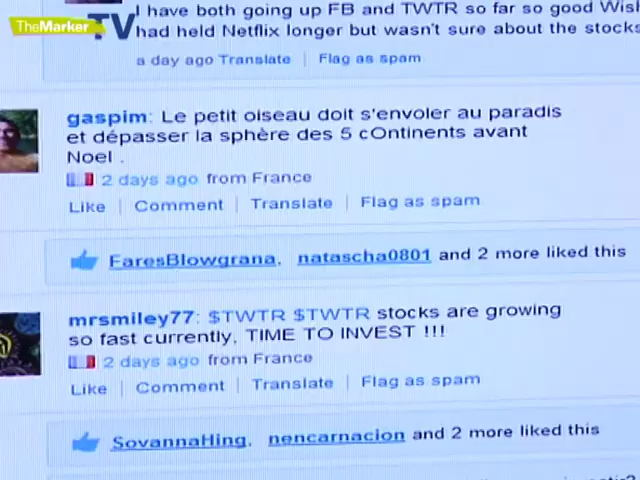 TheMarker
TV
I have both going up FB and TWTR so far so good
had held Netflix longer but wasn't sure about the stocks
a day ago Translate | Flag as spam
gaspim: Le petit oiseau doit s'envoler au paradis
et dépasser la sphère des 5 cOntinents avant
Noel .
2 days ago from France
Like | Comment | Translate | Flag as spam
FaresBlowgrana, natascha0801 and 2 more liked this
mrsmiley77: $TWTR $TWTR stocks are growing
so fast currently, TIME TO INVEST !!!
2 days ago from France
Like | Comment | Translate | Flag as spam
SovannaHing, nencarnacion and 2 more liked this